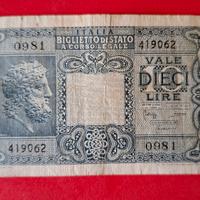 ITALIA
BIGLIETTO DI STATO
A CORSO LEGALE
0981
419062
VALE
DIECI
LIRE
419062
0981